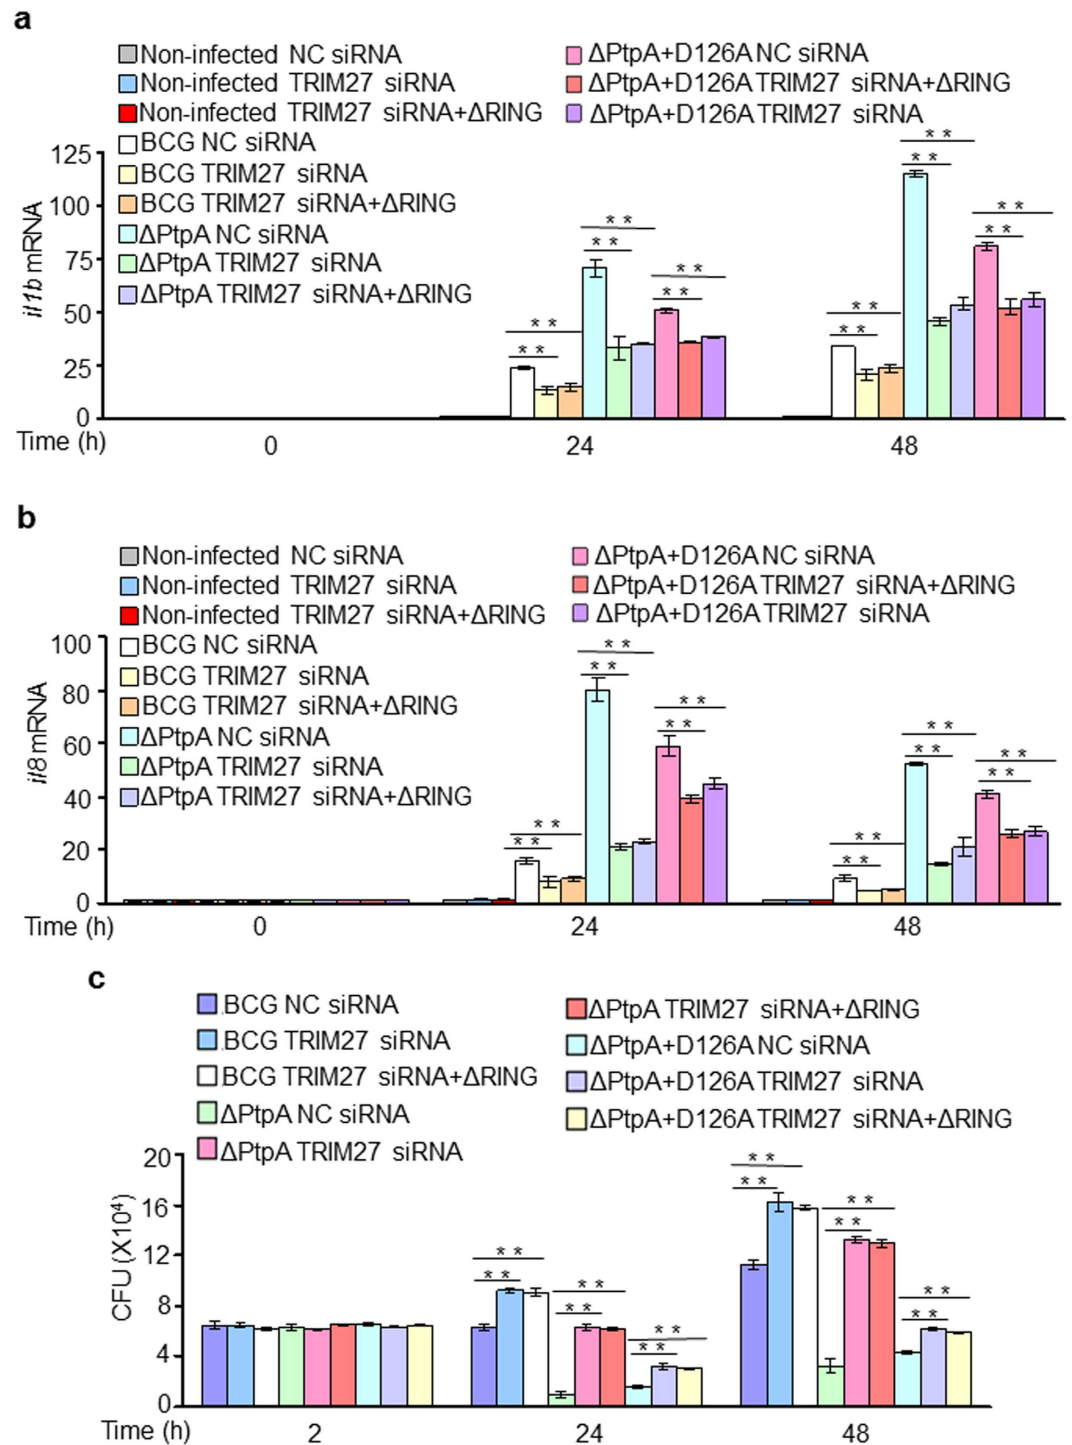 a
Non-infected NC siRNA
Non-infected TRIM27 siRNA
Non-infected TRIM27 siRNA+ΔRING
BCG NC siRNA
BCG TRIM27 siRNA
BCG TRIM27 siRNA+ΔRING
ΔPtpA NC siRNA
ΔPtpA TRIM27 siRNA
ΔPtpA TRIM27 siRNA+ΔRING
ΔPtpA+D126A NC siRNA
ΔPtpA+D126A TRIM27 siRNA+ΔRING
ΔPtpA+D126A TRIM27 siRNA
il1b mRNA
125
100
75
50
25
0
** ** ** ** ** **
** ** ** ** ** **
Time (h) 0 24 48
b
Non-infected NC siRNA
Non-infected TRIM27 siRNA
Non-infected TRIM27 siRNA+ΔRING
BCG NC siRNA
BCG TRIM27 siRNA
BCG TRIM27 siRNA+ΔRING
ΔPtpA NC siRNA
ΔPtpA TRIM27 siRNA
ΔPtpA TRIM27 siRNA+ΔRING
ΔPtpA+D126A NC siRNA
ΔPtpA+D126A TRIM27 siRNA+ΔRING
ΔPtpA+D126A TRIM27 siRNA
il8 mRNA
100
80
60
40
20
0
** ** ** ** ** **
** ** ** ** ** **
Time (h) 0 24 48
c
.BCG NC siRNA
.BCG TRIM27 siRNA
BCG TRIM27 siRNA+ΔRING
ΔPtpA NC siRNA
ΔPtpA TRIM27 siRNA
ΔPtpA TRIM27 siRNA+ΔRING
ΔPtpA+D126A NC siRNA
ΔPtpA+D126A TRIM27 siRNA
ΔPtpA+D126A TRIM27 siRNA+ΔRING
CFU (X10⁴)
20
16
12
8
4
0
** ** ** ** ** **
** ** ** ** ** **
Time (h) 2 24 48